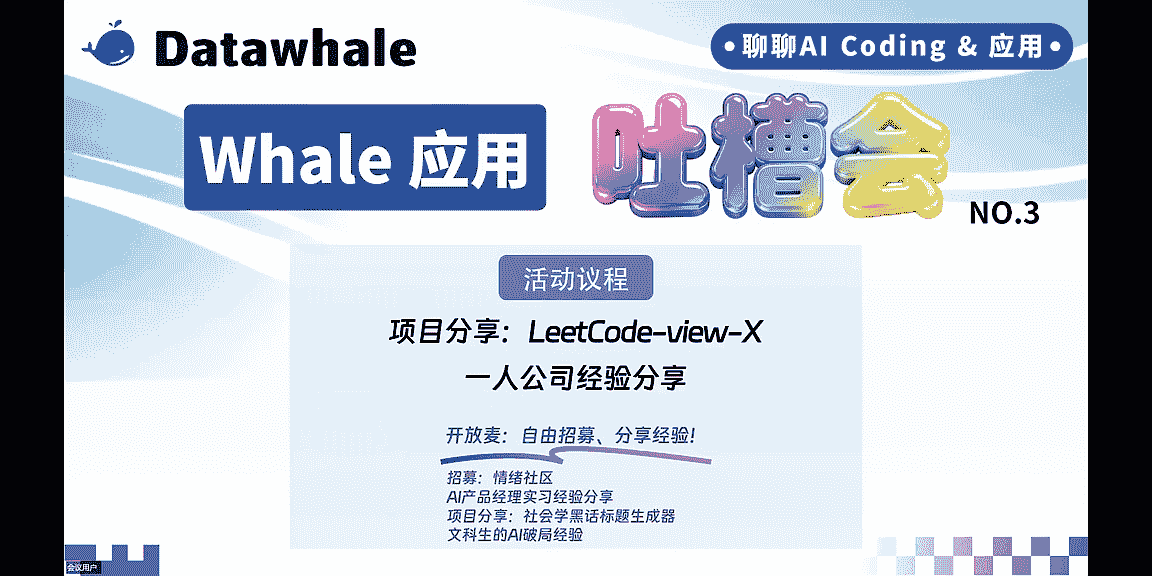 Datawhale
•聊聊AI Coding & 应用•
Whale 应用
吐槽会
NO.3
活动议程
项目分享：LeetCode-view-X
一人公司经验分享
开放麦：自由招募、分享经验!
招募：情绪社区
AI产品经理实习经验分享
项目分享：社会学黑话标题生成器
文科生的AI破局经验
会议用户